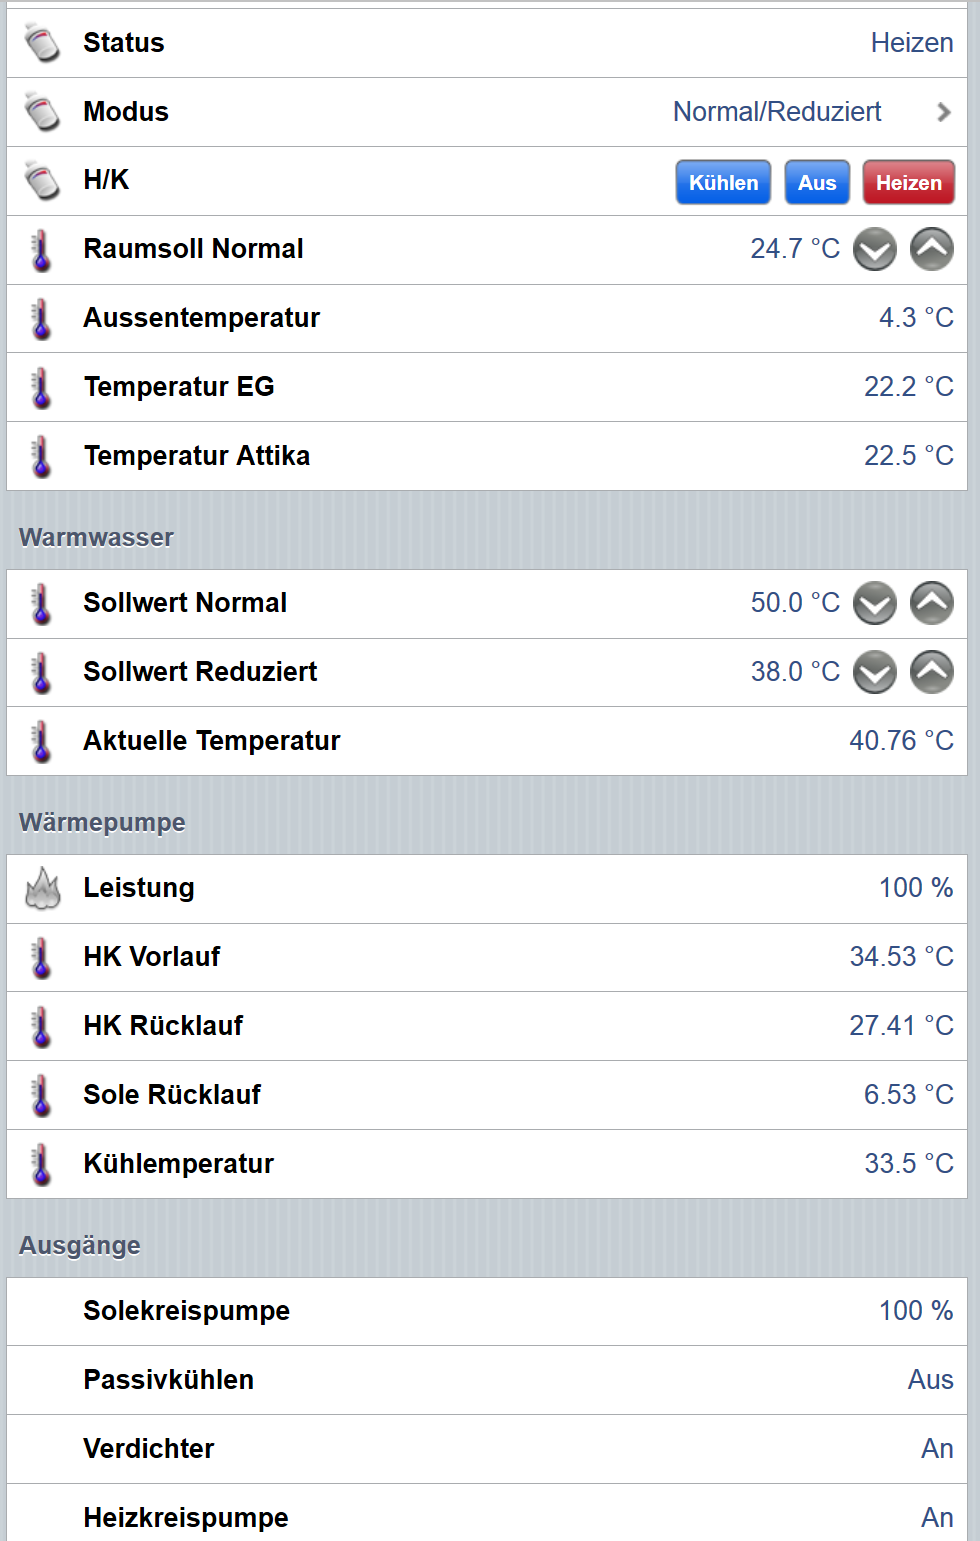 Status Heizen
Modus Normal/Reduziert
H/K Kühlen Aus Heizen
Raumsoll Normal 24.7 °C
Aussentemperatur 4.3 °C
Temperatur EG 22.2 °C
Temperatur Attika 22.5 °C
Warmwasser
Sollwert Normal 50.0 °C
Sollwert Reduziert 38.0 °C
Aktuelle Temperatur 40.76 °C
Wärmepumpe
Leistung 100 %
HK Vorlauf 34.53 °C
HK Rücklauf 27.41 °C
Sole Rücklauf 6.53 °C
Kühlemperatur 33.5 °C
Ausgänge
Solekreispumpe 100 %
Passivkühlen Aus
Verdichter An
Heizkreispumpe An